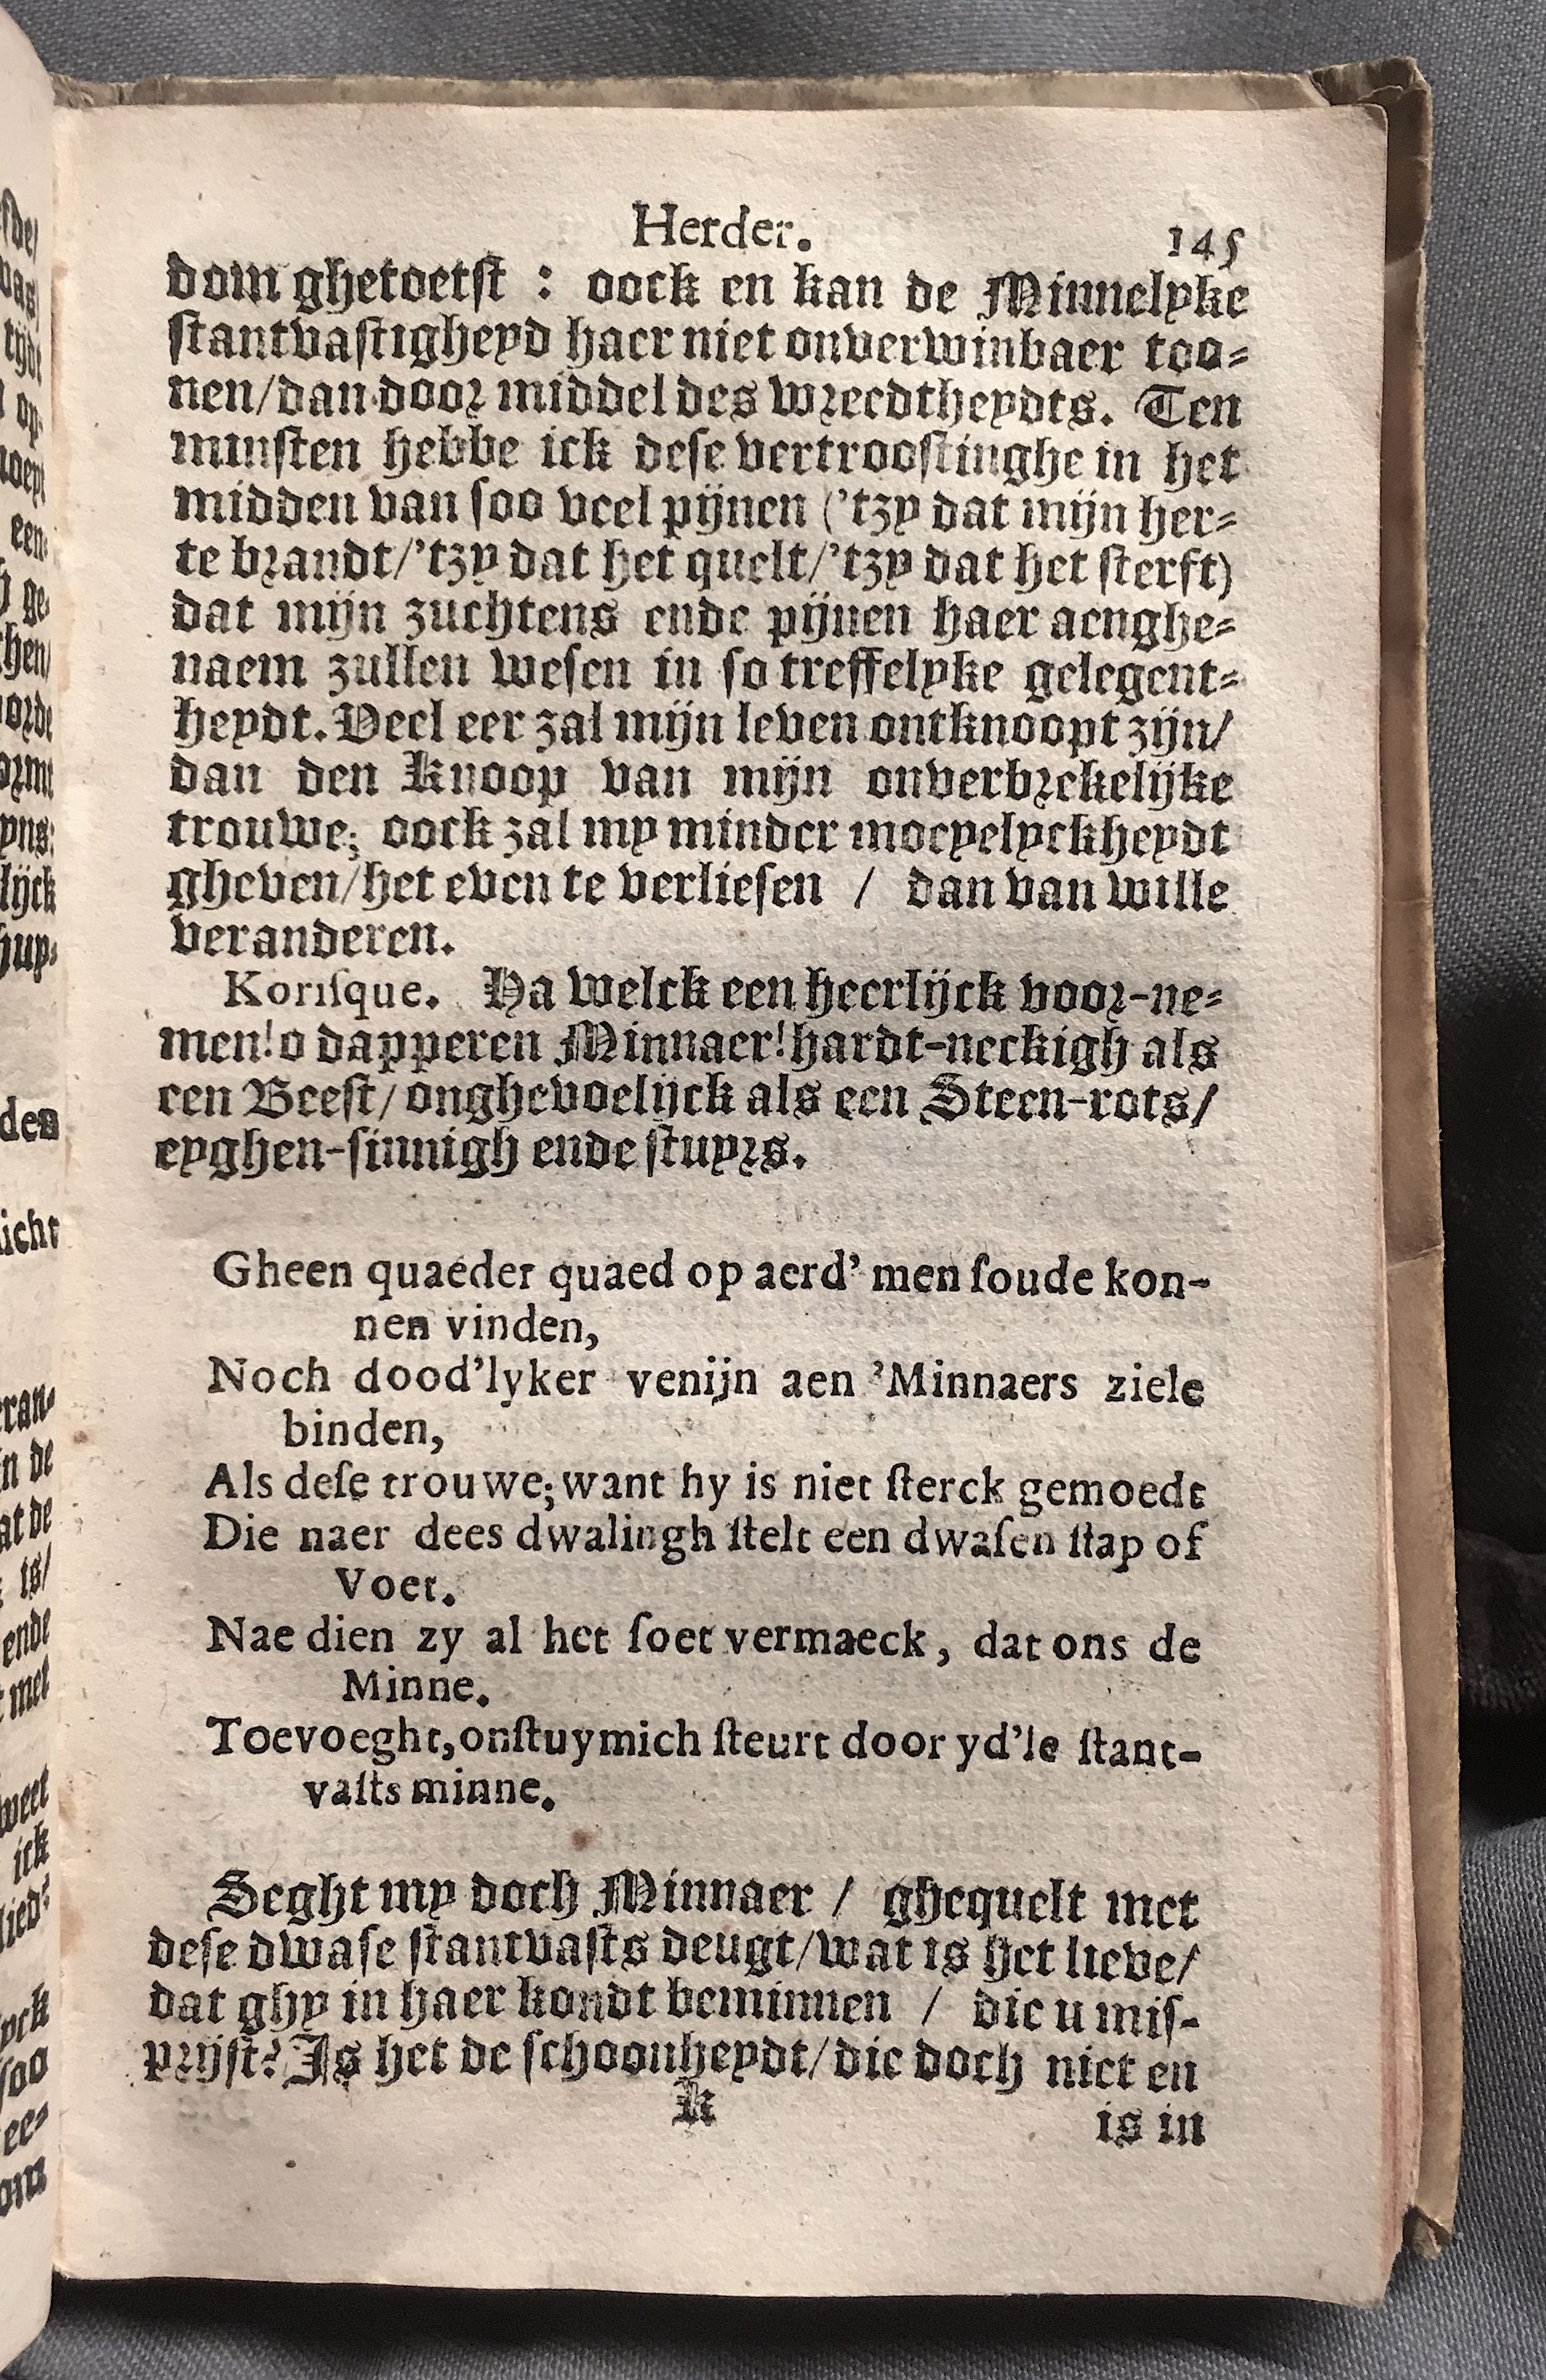 Herder. 145
dom ghetoetst : oock en kan de Minnelyke
stantvastigheyd haer niet onverwinbaer too-
nen/dan door middel des wreedtheydts. Ten
minsten hebbe ick dese vertroostinghe in het
midden van soo veel pijnen ('tzy dat mijn her-
te brandt/'tzy dat het quelt/'tzy dat het sterft)
dat mijn zuchtens ende pijnen haer aenghe-
naem zullen wesen in so treffelyke gelegent-
heydt. Veel eer zal mijn leven ontknoopt zijn/
dan den Knoop van mijn onverbrekelijke
trouwe; oock zal my minder moeyelyckheydt
gheven/het even te verliesen / dan van wille
veranderen.
Korisque. Ha welck een heerlijck voor-ne-
men! o dapperen Minnaer! hardt-neckigh als
een Beest/ onghevoelijck als een Steen-rots/
eyghen-sinnigh ende stuyrs.
Gheen quaeder quaed op aerd' men soude kon-
nen vinden,
Noch dood'lyker venijn aen 'Minnaers ziele
binden,
Als dese trouwe; want hy is niet sterck gemoedt
Die naer dees dwalingh stelt een dwasen stap of
Voet.
Nae dien zy al het soet vermaeck, dat ons de
Minne.
Toevoeght, onstuymich steurt door yd'le stant-
vasts minne.
Seght my doch Minnaer / ghequelt met
dese dwase stantvasts deugt/wat is het lieve/
dat ghy in haer kondt beminnen / die u mis-
prijst? Is het de schoonheydt/die doch niet en
K
is in